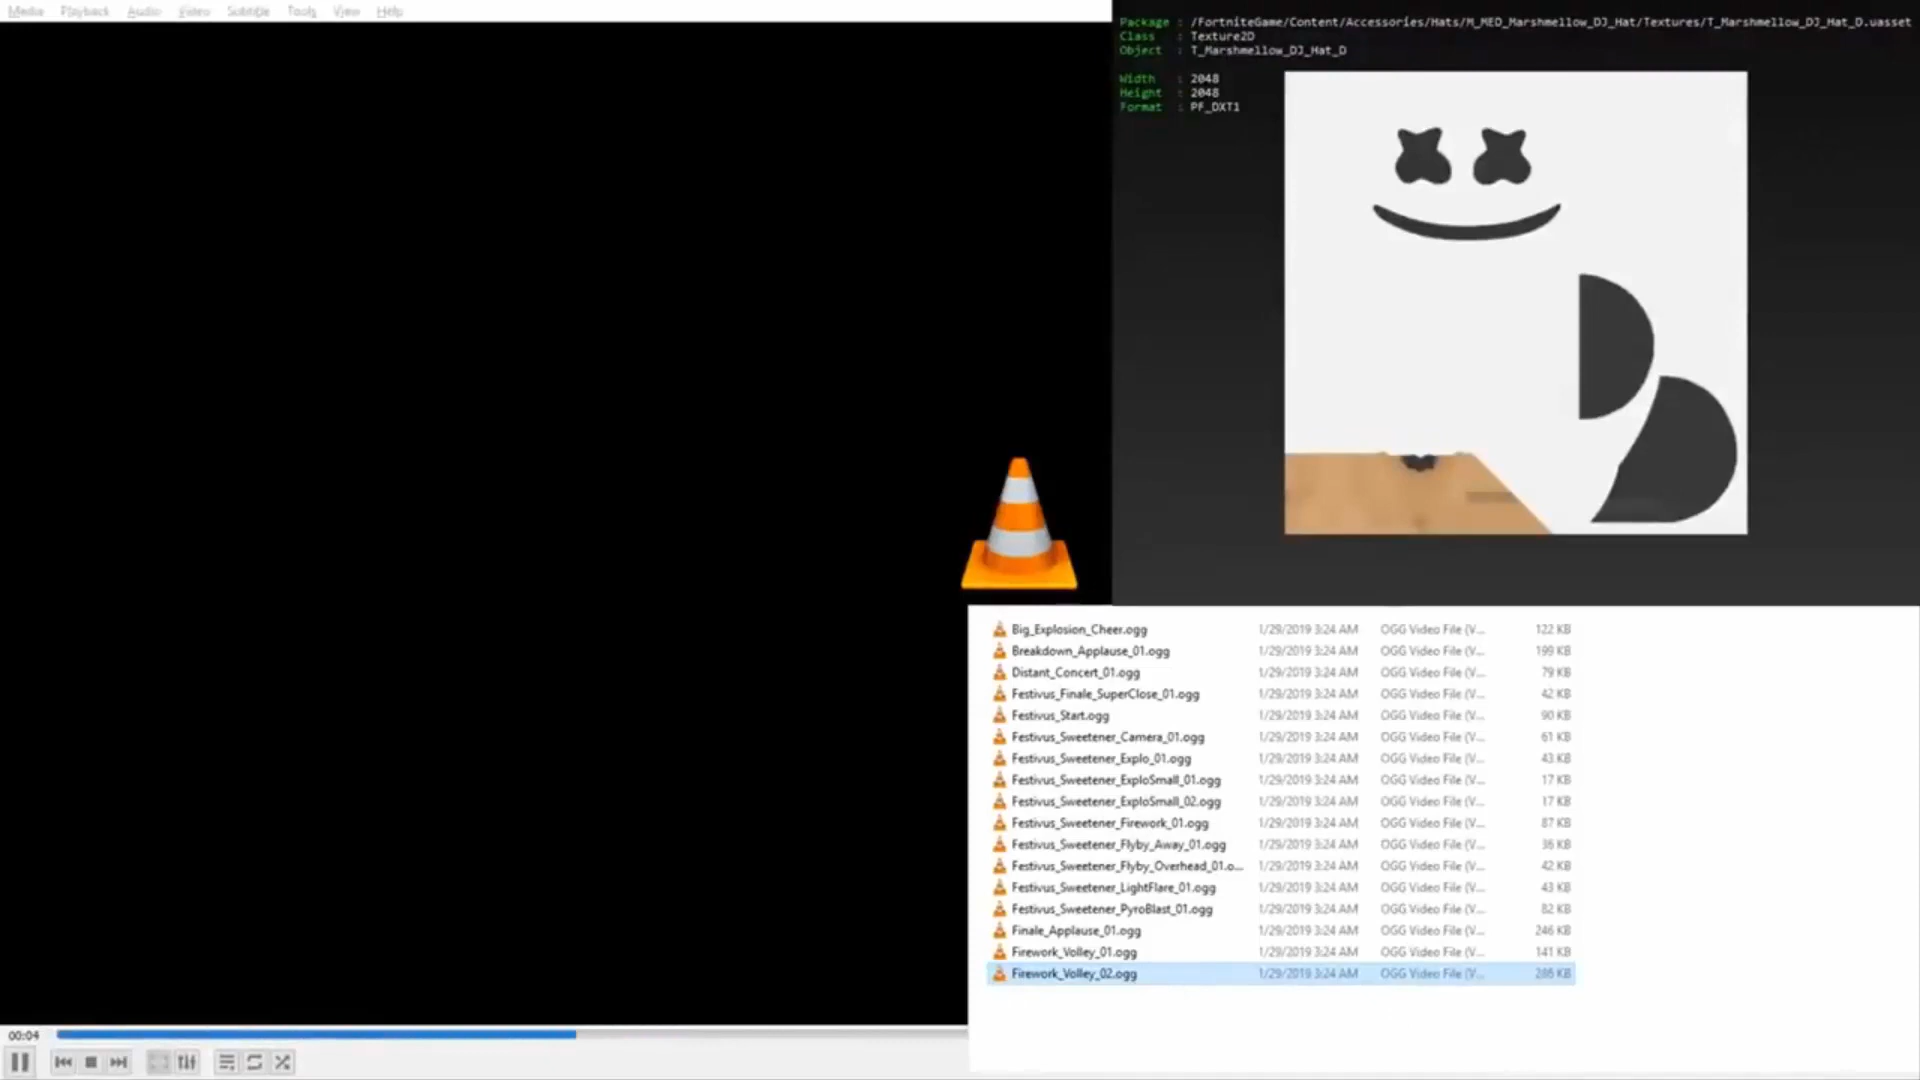 Media Playback Audio Video Subtitle Tools View Help
Package : /FortniteGame/Content/Accessories/Hats/M_MED_Marshmellow_DJ_Hat/Textures/T_Marshmellow_DJ_Hat_D.uasset
Class : Texture2D
Object : T_Marshmellow_DJ_Hat_D
Width : 2048
Height : 2048
Format : PF_DXT1
Big_Explosion_Cheer.ogg 1/29/2019 3:24 AM OGG Video File (V... 122 KB
Breakdown_Applause_01.ogg 1/29/2019 3:24 AM OGG Video File (V... 199 KB
Distant_Concert_01.ogg 1/29/2019 3:24 AM OGG Video File (V... 79 KB
Festivus_Finale_SuperClose_01.ogg 1/29/2019 3:24 AM OGG Video File (V... 42 KB
Festivus_Start.ogg 1/29/2019 3:24 AM OGG Video File (V... 90 KB
Festivus_Sweetener_Camera_01.ogg 1/29/2019 3:24 AM OGG Video File (V... 61 KB
Festivus_Sweetener_Explo_01.ogg 1/29/2019 3:24 AM OGG Video File (V... 43 KB
Festivus_Sweetener_ExploSmall_01.ogg 1/29/2019 3:24 AM OGG Video File (V... 17 KB
Festivus_Sweetener_ExploSmall_02.ogg 1/29/2019 3:24 AM OGG Video File (V... 17 KB
Festivus_Sweetener_Firework_01.ogg 1/29/2019 3:24 AM OGG Video File (V... 87 KB
Festivus_Sweetener_Flyby_Away_01.ogg 1/29/2019 3:24 AM OGG Video File (V... 36 KB
Festivus_Sweetener_Flyby_Overhead_01.o... 1/29/2019 3:24 AM OGG Video File (V... 42 KB
Festivus_Sweetener_LightFlare_01.ogg 1/29/2019 3:24 AM OGG Video File (V... 43 KB
Festivus_Sweetener_PyroBlast_01.ogg 1/29/2019 3:24 AM OGG Video File (V... 82 KB
Finale_Applause_01.ogg 1/29/2019 3:24 AM OGG Video File (V... 246 KB
Firework_Volley_01.ogg 1/29/2019 3:24 AM OGG Video File (V... 141 KB
Firework_Volley_02.ogg 1/29/2019 3:24 AM OGG Video File (V... 286 KB
00:04